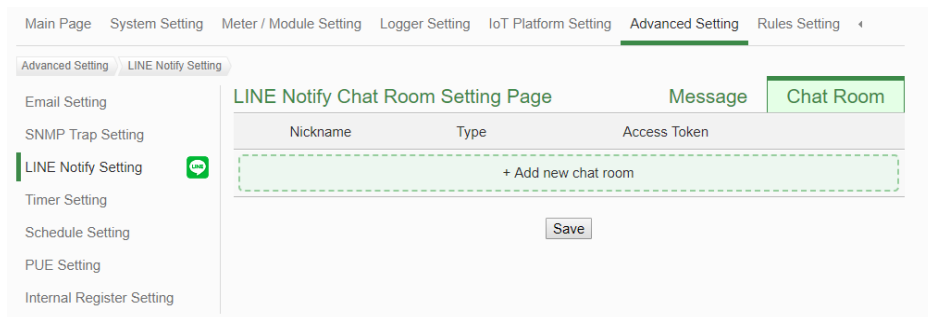 Main Page System Setting Meter / Module Setting Logger Setting IoT Platform Setting Advanced Setting Rules Setting
Advanced Setting LINE Notify Setting
Email Setting
SNMP Trap Setting
LINE Notify Setting LINE
Timer Setting
Schedule Setting
PUE Setting
Internal Register Setting
LINE Notify Chat Room Setting Page Message Chat Room
Nickname Type Access Token
+ Add new chat room
Save